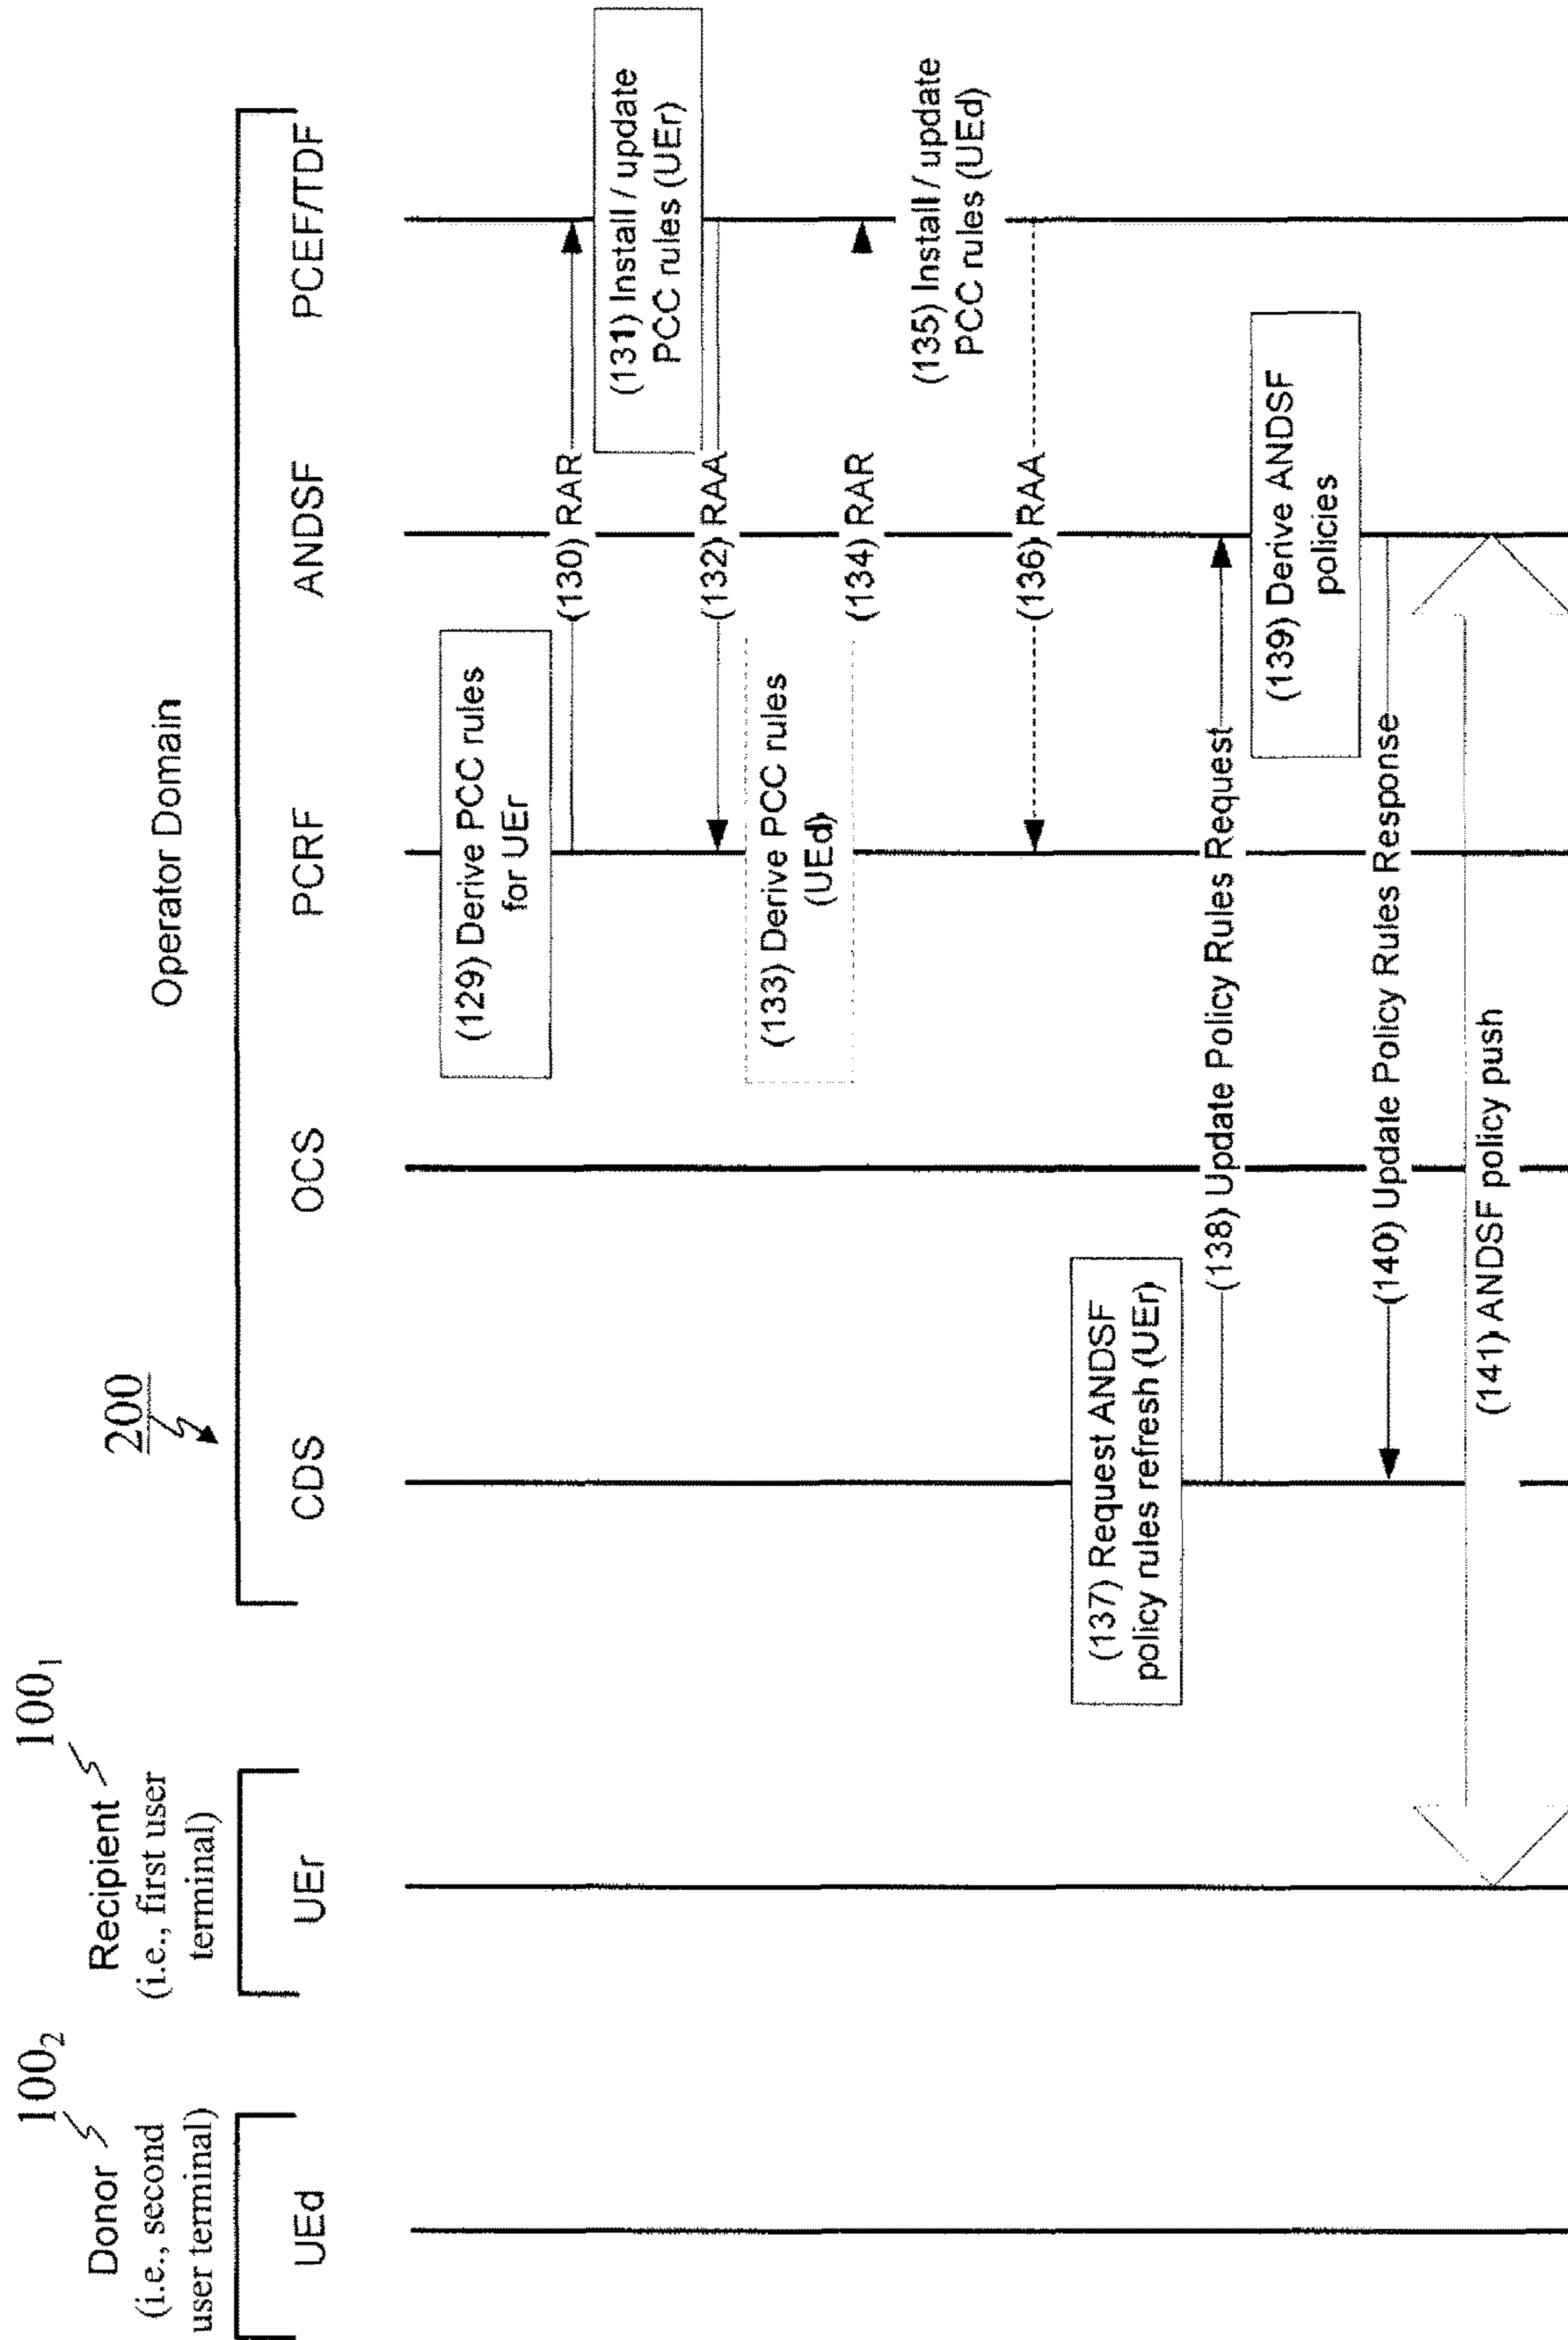 Donor
(i.e., second
user terminal)
100₂
UEd
Recipient
(i.e., first user
terminal)
100₁
UEr
200
Operator Domain
CDS
OCS
PCRF
ANDSF
PCEF/TDF
(129) Derive PCC rules
for UEr
(130) RAR
(131) Install / update
PCC rules (UEr)
(132) RAA
(133) Derive PCC rules
(UEd)
(134) RAR
(135) Install / update
PCC rules (UEd)
(136) RAA
(137) Request ANDSF
policy rules refresh (UEr)
(138) Update Policy Rules Request
(139) Derive ANDSF
policies
(140) Update Policy Rules Response
(141) ANDSF policy push